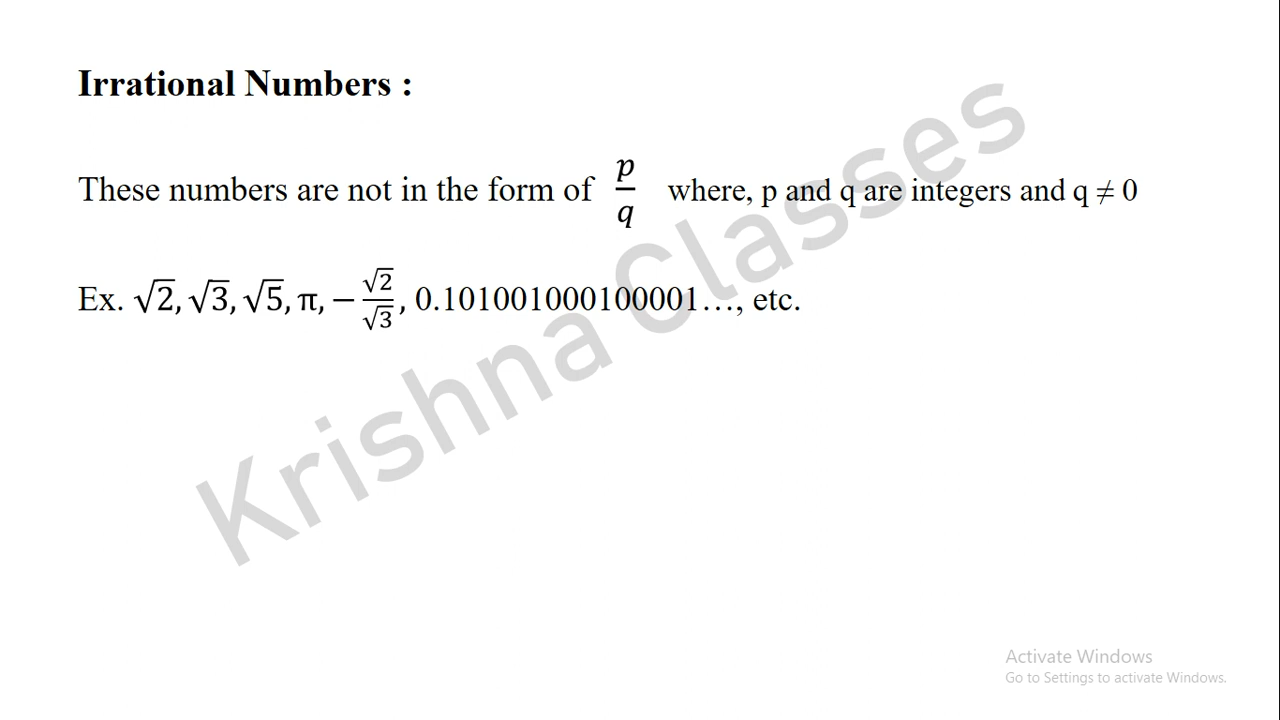 Irrational Numbers :
These numbers are not in the form of p/q where, p and q are integers and q ≠ 0
Ex. √2, √3, √5, π, −√2/√3, 0.101001000100001…, etc.
Krishna Classes
Activate Windows
Go to Settings to activate Windows.